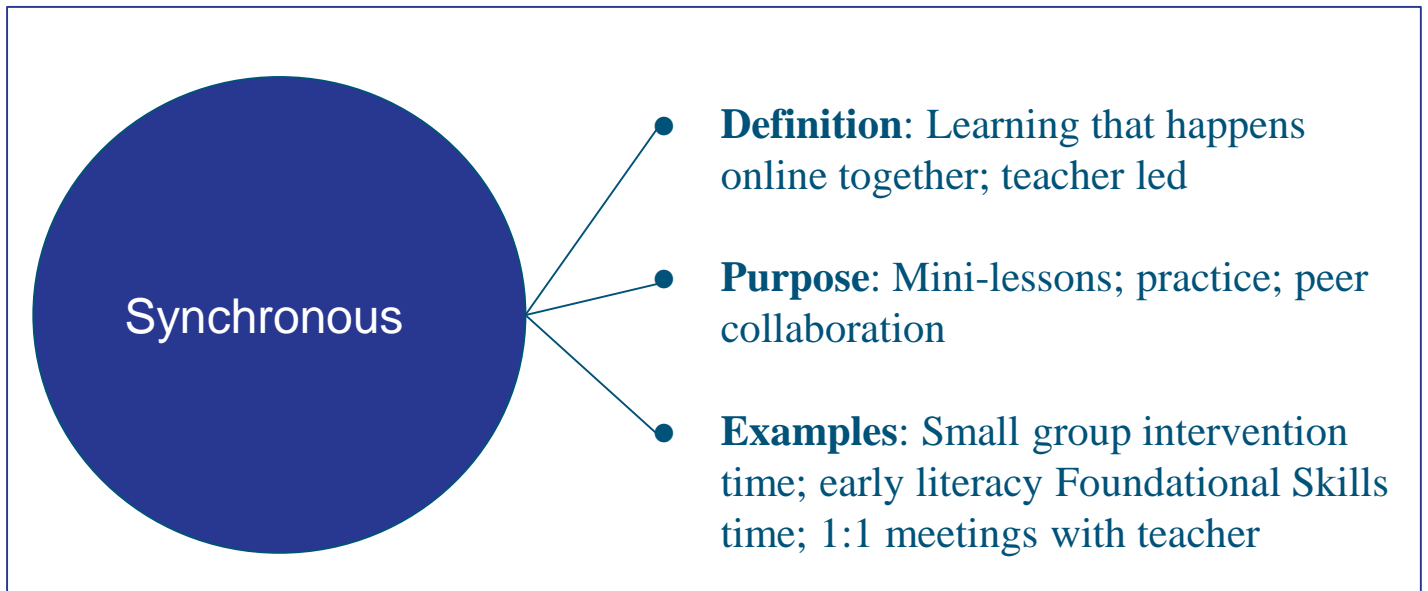 Synchronous
Definition: Learning that happens
online together; teacher led
Purpose: Mini-lessons; practice; peer
collaboration
Examples: Small group intervention
time; early literacy Foundational Skills
time; 1:1 meetings with teacher